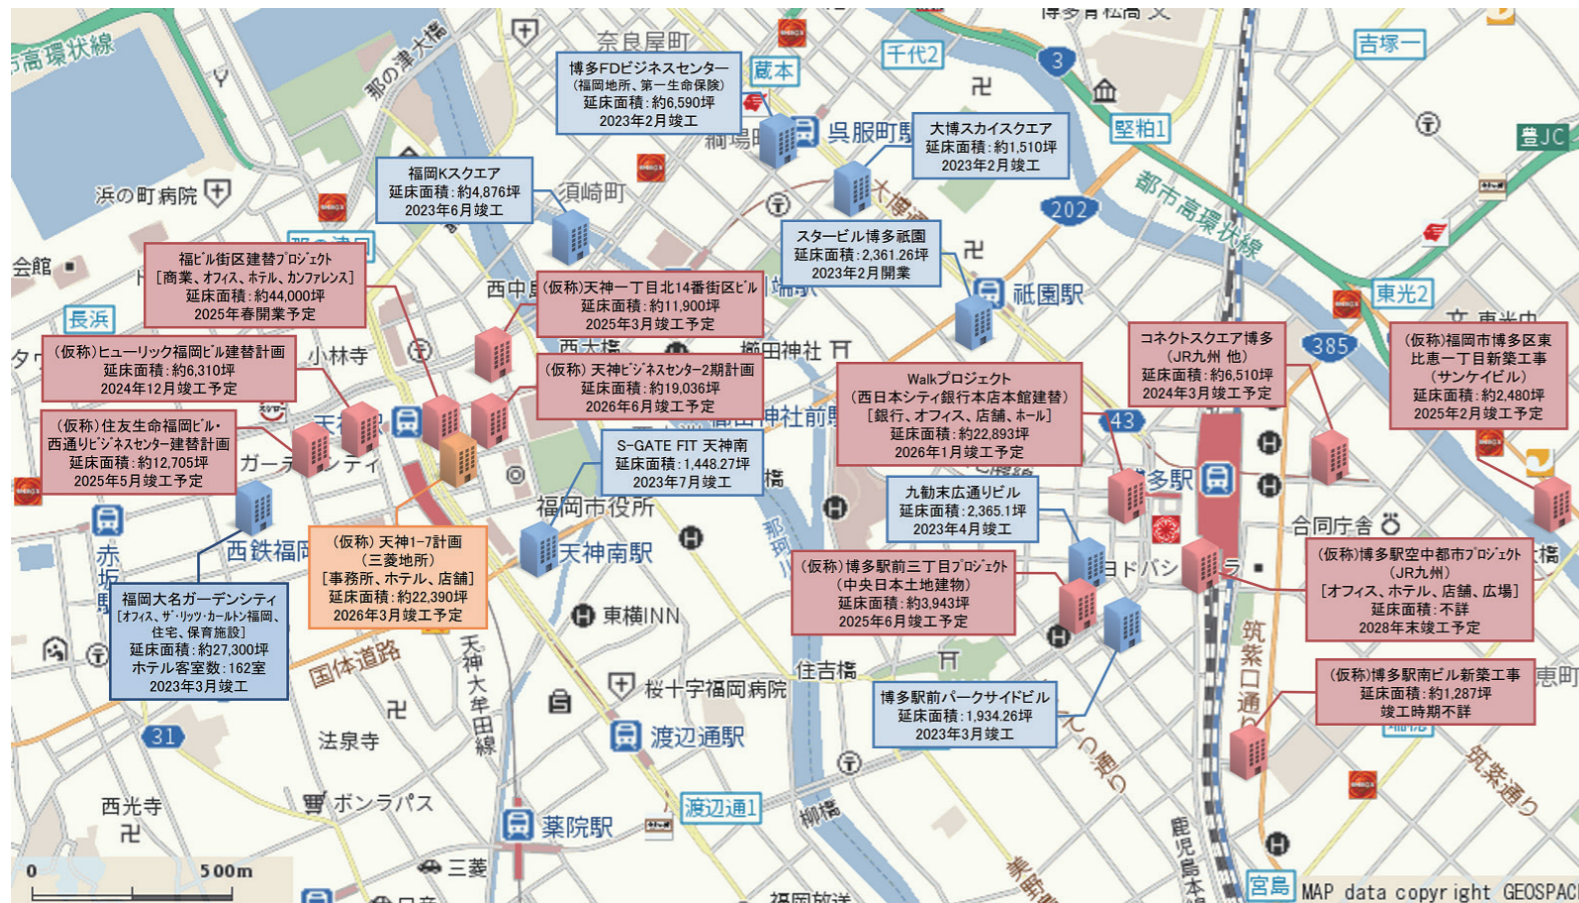 博多FDビジネスセンター
(福岡地所、第一生命保険)
延床面積：約6,590坪
2023年2月竣工
大博スカイスクエア
延床面積：約1,510坪
2023年2月竣工
福岡Kスクエア
延床面積：約4,876坪
2023年6月竣工
スタービル博多祇園
延床面積：2,361.26坪
2023年2月開業
福ビル街区建替プロジェクト
[商業、オフィス、ホテル、カンファレンス]
延床面積：約44,000坪
2025年春開業予定
(仮称)天神一丁目北14番街区ビル
延床面積：約11,900坪
2025年3月竣工予定
(仮称)ヒューリック福岡ビル建替計画
延床面積：約6,310坪
2024年12月竣工予定
(仮称) 天神ビジネスセンター2期計画
延床面積：約19,036坪
2026年6月竣工予定
(仮称)住友生命福岡ビル・
西通りビジネスセンター建替計画
延床面積：約12,705坪
2025年5月竣工予定
S-GATE FIT 天神南
延床面積：1,448.27坪
2023年7月竣工
(仮称) 天神1-7計画
(三菱地所)
[事務所、ホテル、店舗]
延床面積：約22,390坪
2026年3月竣工予定
福岡大名ガーデンシティ
[オフィス、ザ・リッツ・カールトン福岡、
住宅、保育施設]
延床面積：約27,300坪
ホテル客室数：162室
2023年3月竣工
Walkプロジェクト
(西日本シティ銀行本店本館建替)
[銀行、オフィス、店舗、ホール]
延床面積：約22,893坪
2026年1月竣工予定
コネクトスクエア博多
(JR九州 他)
延床面積：約6,510坪
2024年3月竣工予定
(仮称)福岡市博多区東
比恵一丁目新築工事
(サンケイビル)
延床面積：約2,480坪
2025年2月竣工予定
九勧末広通りビル
延床面積：2,365.1坪
2023年4月竣工
(仮称)博多駅前三丁目プロジェクト
(中央日本土地建物)
延床面積：約3,943坪
2025年6月竣工予定
(仮称)博多駅空中都市プロジェクト
(JR九州)
[オフィス、ホテル、店舗、広場]
延床面積：不詳
2028年末竣工予定
博多駅前パークサイドビル
延床面積：1,934.26坪
2023年3月竣工
(仮称)博多駅南ビル新築工事
延床面積：約1,287坪
竣工時期不詳
市高環状線
那の津大橋
奈良屋町
蔵本
千代2
3
吉塚一
堅粕1
豊JC
呉服町駅
浜の町病院
須崎町
大博通
202
都市高環状線
会館
長浜
祇園駅
東光2
385
小林寺
西大橋
櫛田神社
43
福岡市役所
天神南駅
合同庁舎
ヨドバシ
赤坂駅
西鉄福岡
国体道路
東横INN
住吉橋
筑紫口通り
桜十字福岡病院
天神大牟田線
渡辺通駅
31
法泉寺
西光寺
ボンラパス
薬院駅
渡辺通1
柳橋
三菱
筑紫通り
恵町
宮島
福岡放送
0 500m
MAP data copyright GEOSPAC